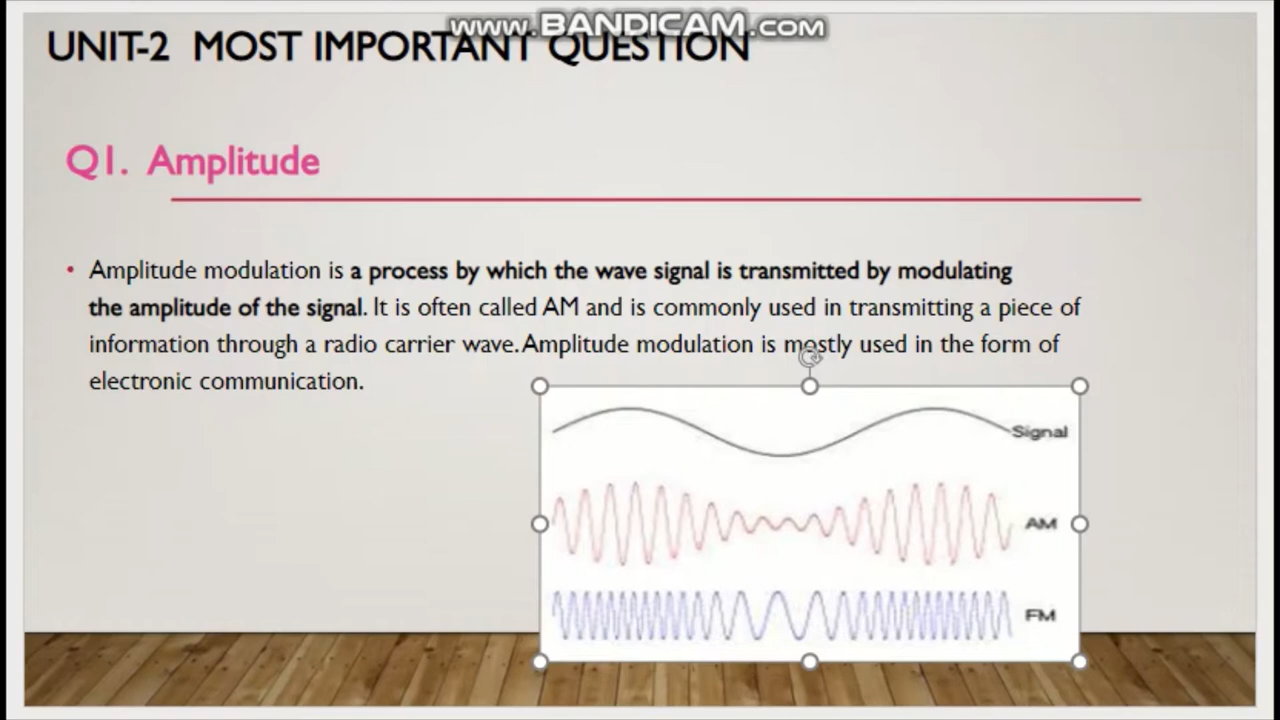 www.BANDICAM.com
UNIT-2 MOST IMPORTANT QUESTION
Q1. Amplitude
• Amplitude modulation is a process by which the wave signal is transmitted by modulating
the amplitude of the signal. It is often called AM and is commonly used in transmitting a piece of
information through a radio carrier wave. Amplitude modulation is mostly used in the form of
electronic communication.
Signal
AM
FM